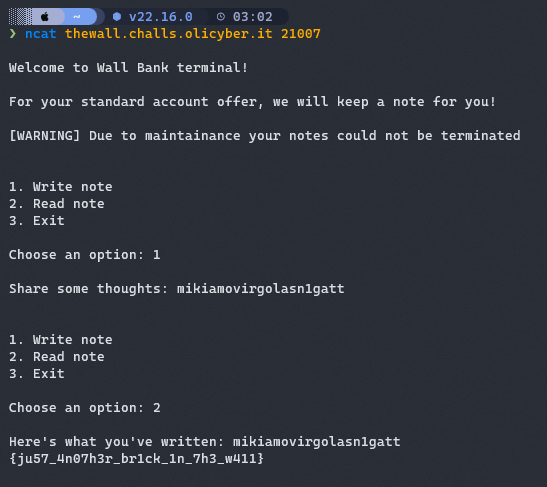 ~ v22.16.0 03:02
❯ ncat thewall.challs.olicyber.it 21007
Welcome to Wall Bank terminal!
For your standard account offer, we will keep a note for you!
[WARNING] Due to maintainance your notes could not be terminated
1. Write note
2. Read note
3. Exit
Choose an option: 1
Share some thoughts: mikiamovirgolasn1gatt
1. Write note
2. Read note
3. Exit
Choose an option: 2
Here's what you've written: mikiamovirgolasn1gatt
{ju57_4n07h3r_br1ck_1n_7h3_w411}